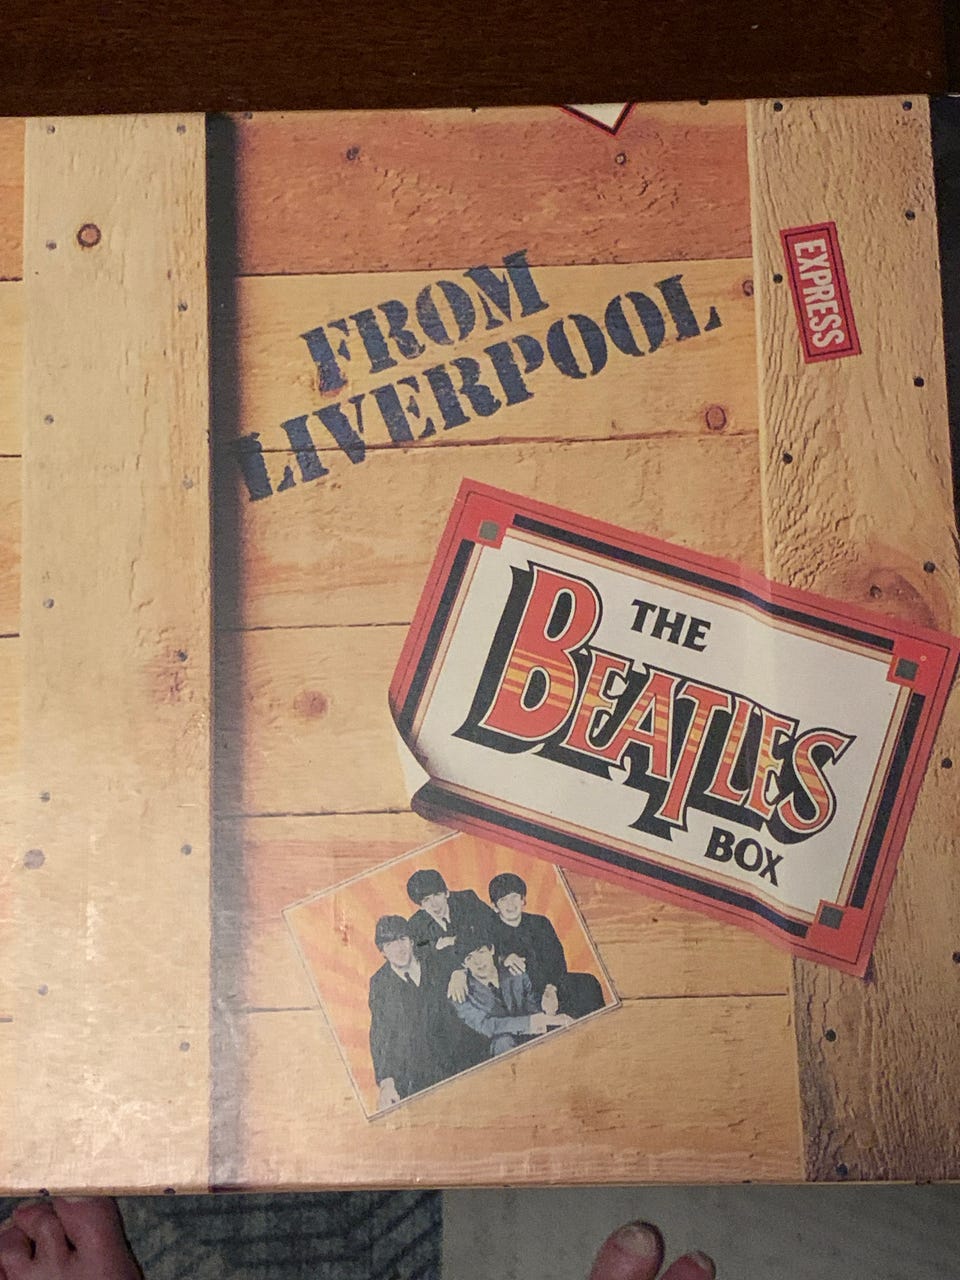 FROM
LIVERPOOL
EXPRESS
THE
BEATLES
BOX